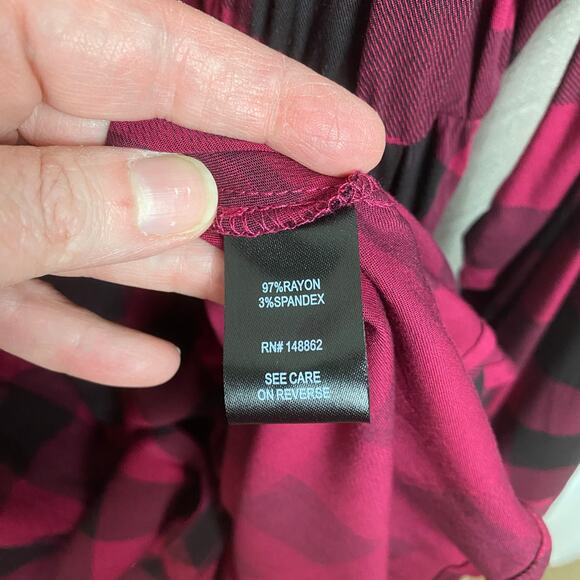 97%RAYON
3%SPANDEX
RN# 148862
SEE CARE
ON REVERSE